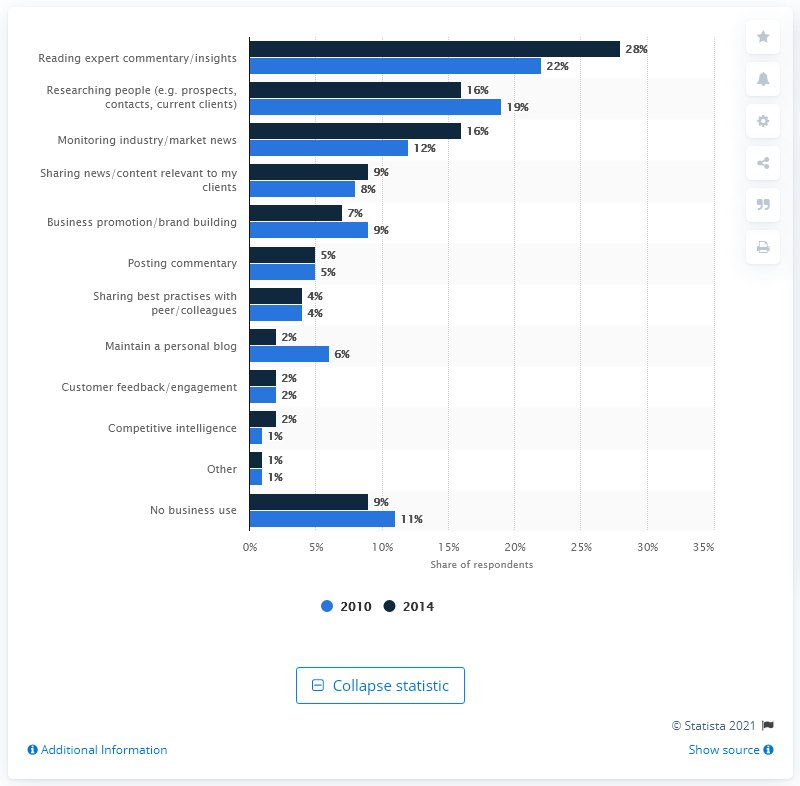 Reading expert commentary/insights
28%
22%
Researching people (e.g. prospects,
contacts, current clients)
16%
19%
Monitoring industry/market news
16%
12%
Sharing news/content relevant to my
clients
9%
8%
Business promotion/brand building
7%
9%
Posting commentary
5%
5%
Sharing best practises with
peer/colleagues
4%
4%
Maintain a personal blog
2%
6%
Customer feedback/engagement
2%
2%
Competitive intelligence
2%
1%
Other
1%
1%
No business use
9%
11%
0% 5% 10% 15% 20% 25% 30% 35%
Share of respondents
2010 2014
Collapse statistic
© Statista 2021
Additional Information
Show source